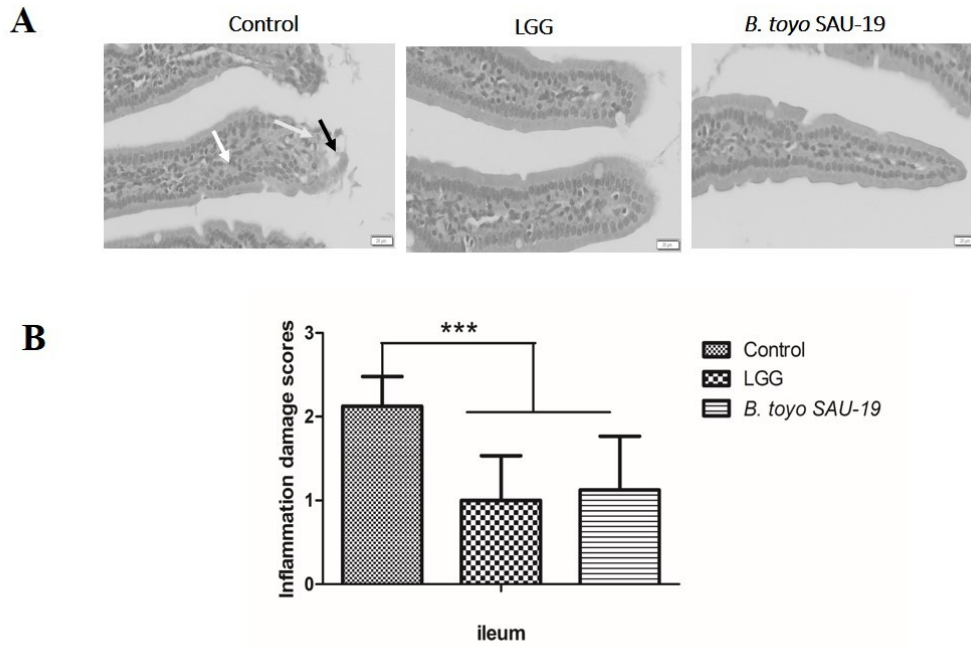 A
Control
LGG
B. toyo SAU-19
B
Inflammation damage scores
3
2
1
0
***
ileum
Control
LGG
B. toyo SAU-19